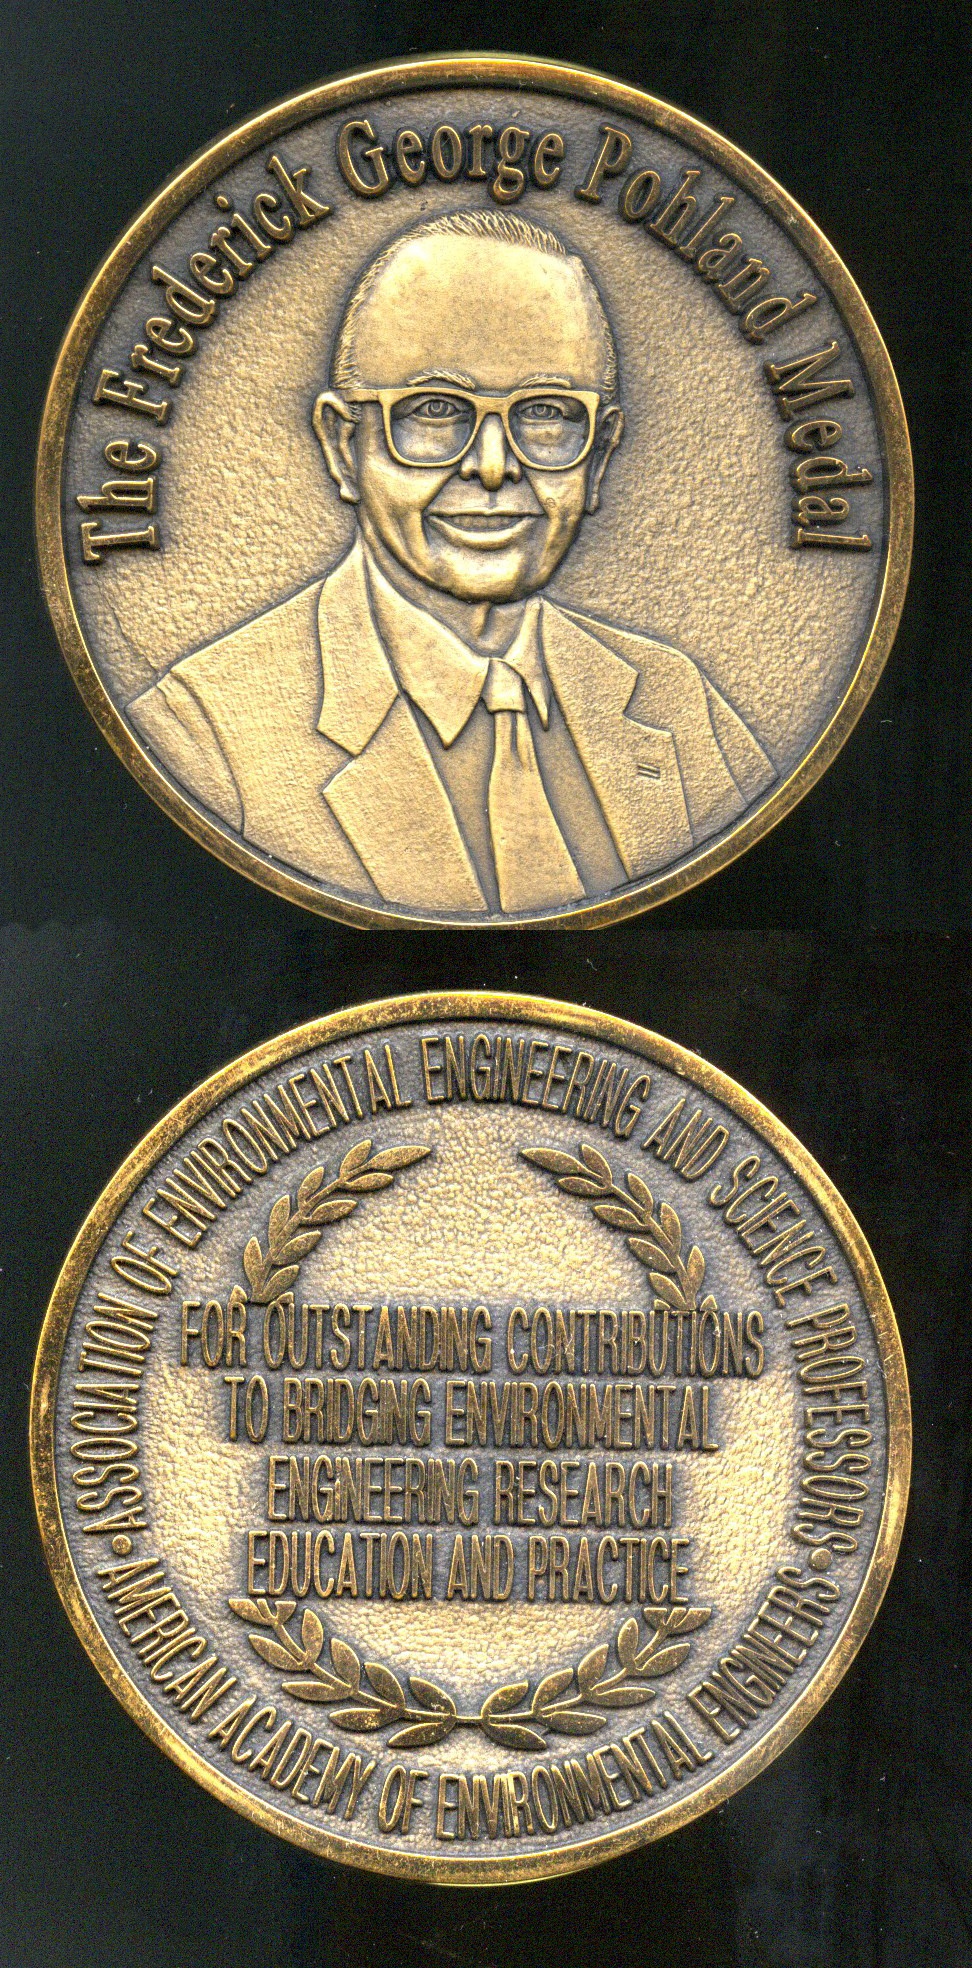 The Frederick George Pohland Medal
• ASSOCIATION OF ENVIRONMENTAL ENGINEERING AND SCIENCE PROFESSORS •
FOR OUTSTANDING CONTRIBUTIONS
TO BRIDGING ENVIRONMENTAL
ENGINEERING RESEARCH
EDUCATION AND PRACTICE
AMERICAN ACADEMY OF ENVIRONMENTAL ENGINEERS